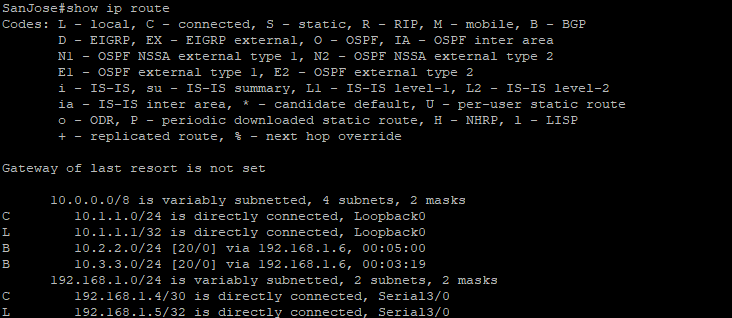 SanJose#show ip route
Codes: L - local, C - connected, S - static, R - RIP, M - mobile, B - BGP
       D - EIGRP, EX - EIGRP external, O - OSPF, IA - OSPF inter area
       N1 - OSPF NSSA external type 1, N2 - OSPF NSSA external type 2
       E1 - OSPF external type 1, E2 - OSPF external type 2
       i - IS-IS, su - IS-IS summary, L1 - IS-IS level-1, L2 - IS-IS level-2
       ia - IS-IS inter area, * - candidate default, U - per-user static route
       o - ODR, P - periodic downloaded static route, H - NHRP, l - LISP
       + - replicated route, % - next hop override
Gateway of last resort is not set
      10.0.0.0/8 is variably subnetted, 4 subnets, 2 masks
C        10.1.1.0/24 is directly connected, Loopback0
L        10.1.1.1/32 is directly connected, Loopback0
B        10.2.2.0/24 [20/0] via 192.168.1.6, 00:05:00
B        10.3.3.0/24 [20/0] via 192.168.1.6, 00:03:19
      192.168.1.0/24 is variably subnetted, 2 subnets, 2 masks
C        192.168.1.4/30 is directly connected, Serial3/0
L        192.168.1.5/32 is directly connected, Serial3/0